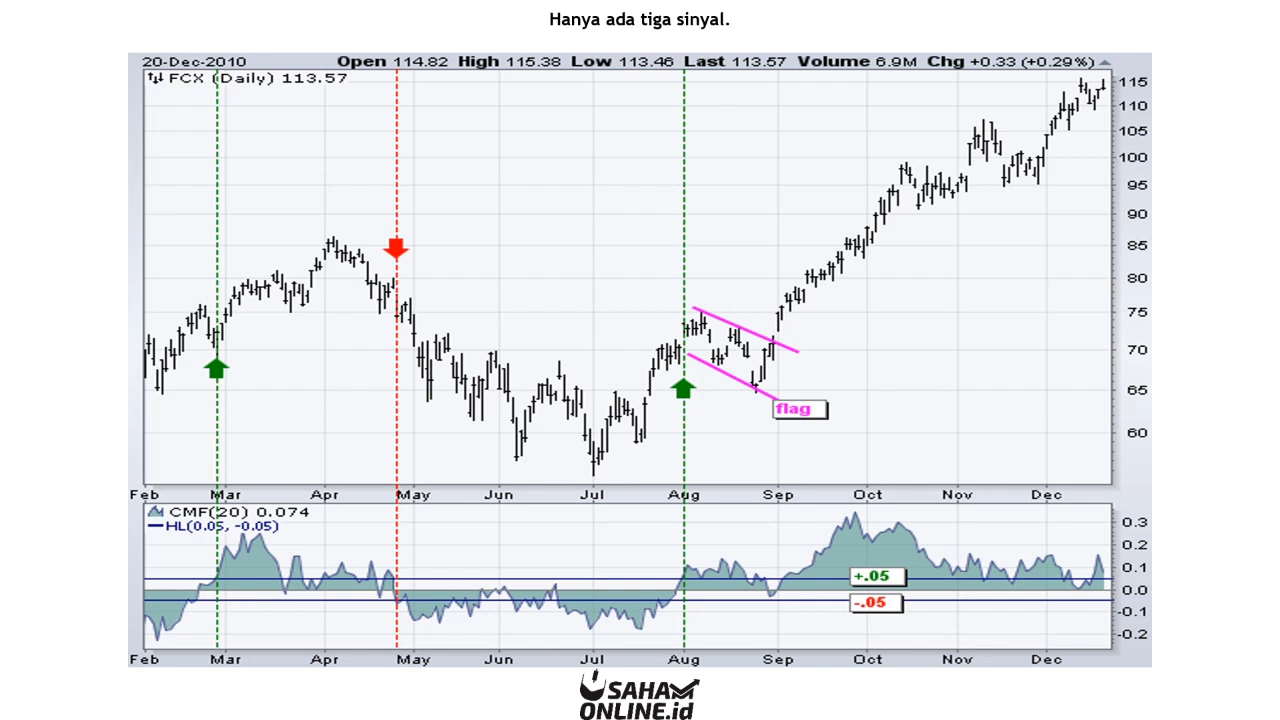 Hanya ada tiga sinyal.
20-Dec-2010 Open 114.82 High 115.38 Low 113.46 Last 113.57 Volume 6.9M Chg +0.33 (+0.29%)
FCX (Daily) 113.57
115
110
105
100
95
90
85
80
75
70
65
60
flag
Feb Mar Apr May Jun Jul Aug Sep Oct Nov Dec
CMF(20) 0.074
HL(0.05, -0.05)
0.3
0.2
0.1
0.0
-0.1
-0.2
+.05
-.05
Feb Mar Apr May Jun Jul Aug Sep Oct Nov Dec
SAHAM
ONLINE.id